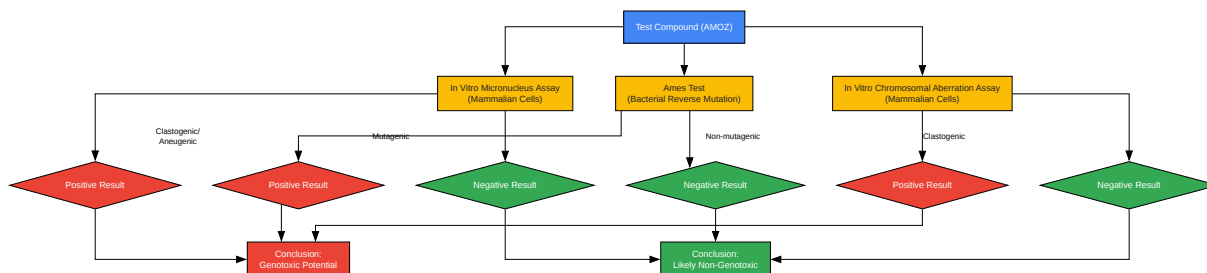 Test Compound (AMOZ)
In Vitro Micronucleus Assay
(Mammalian Cells)
Ames Test
(Bacterial Reverse Mutation)
In Vitro Chromosomal Aberration Assay
(Mammalian Cells)
Clastogenic/
Aneugenic
Mutagenic
Non-mutagenic
Clastogenic
Positive Result
Positive Result
Negative Result
Negative Result
Positive Result
Negative Result
Conclusion:
Genotoxic Potential
Conclusion:
Likely Non-Genotoxic